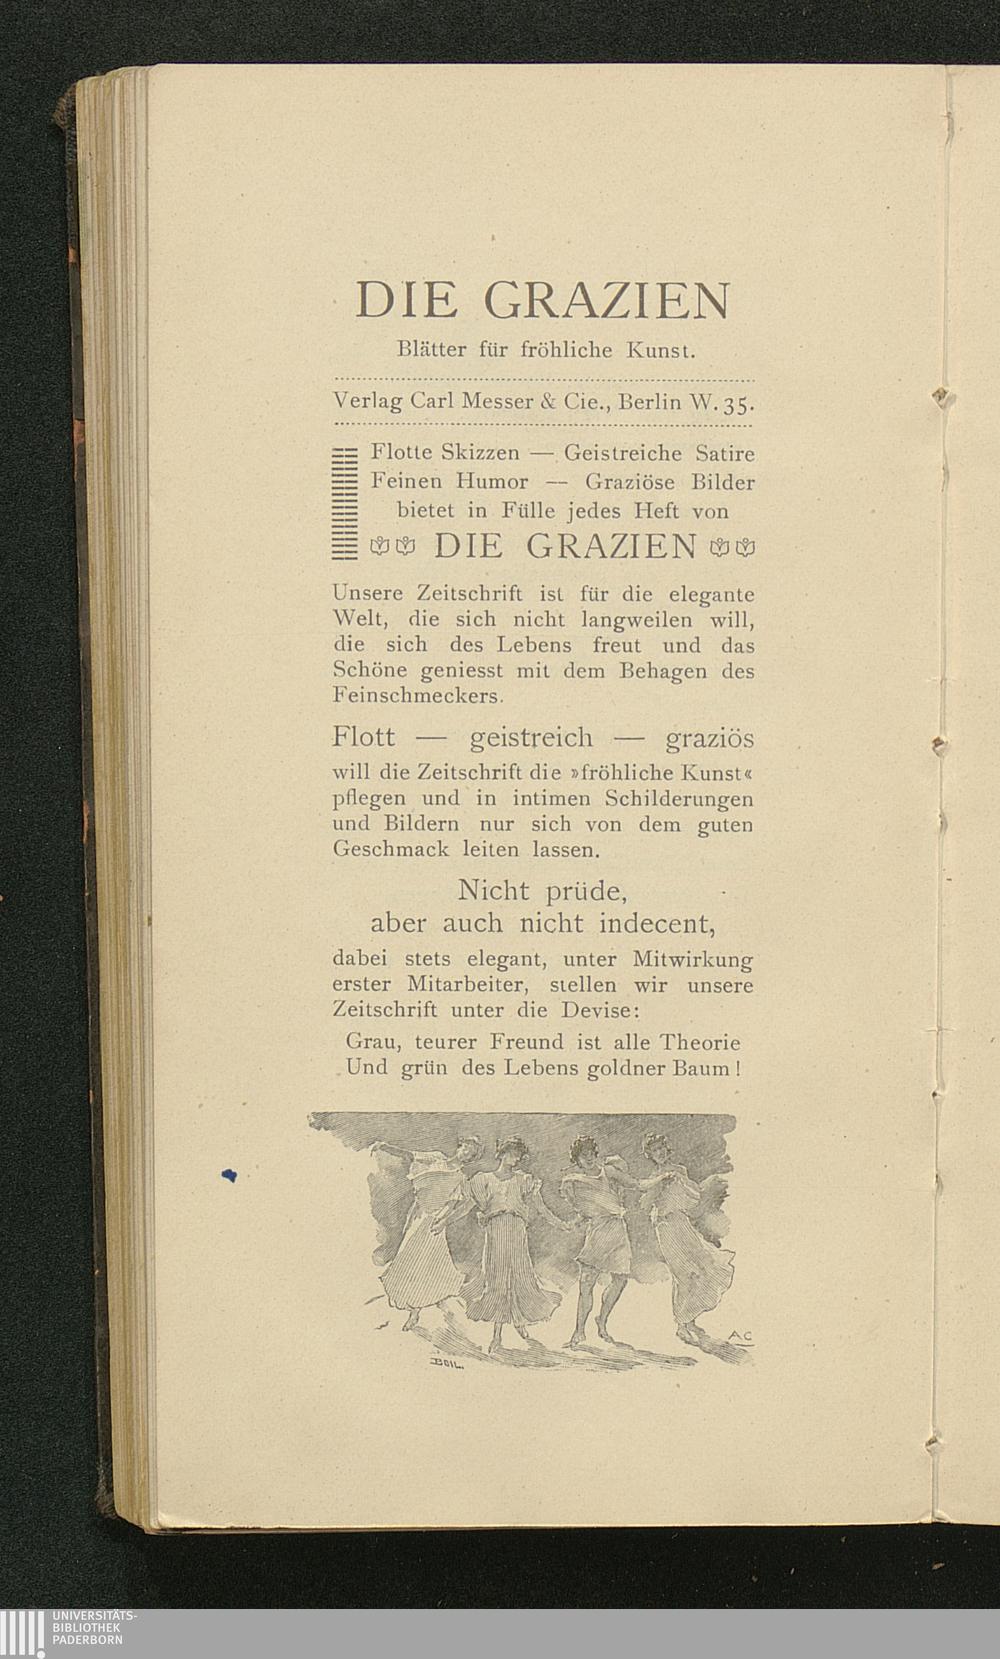 DIE GRAZIEN
Blätter für fröhliche Kunst.
Verlag Carl Messer & Cie., Berlin W. 35.
Flotte Skizzen — Geistreiche Satire
Feinen Humor — Graziöse Bilder
bietet in Fülle jedes Heft von
DIE GRAZIEN
Unsere Zeitschrift ist für die elegante
Welt, die sich nicht langweilen will,
die sich des Lebens freut und das
Schöne geniesst mit dem Behagen des
Feinschmeckers.
Flott — geistreich — graziös
will die Zeitschrift die »fröhliche Kunst«
pflegen und in intimen Schilderungen
und Bildern nur sich von dem guten
Geschmack leiten lassen.
Nicht prüde,
aber auch nicht indecent,
dabei stets elegant, unter Mitwirkung
erster Mitarbeiter, stellen wir unsere
Zeitschrift unter die Devise:
Grau, teurer Freund ist alle Theorie
Und grün des Lebens goldner Baum!
AC
BOIL.
UNIVERSITÄTS-
BIBLIOTHEK
PADERBORN